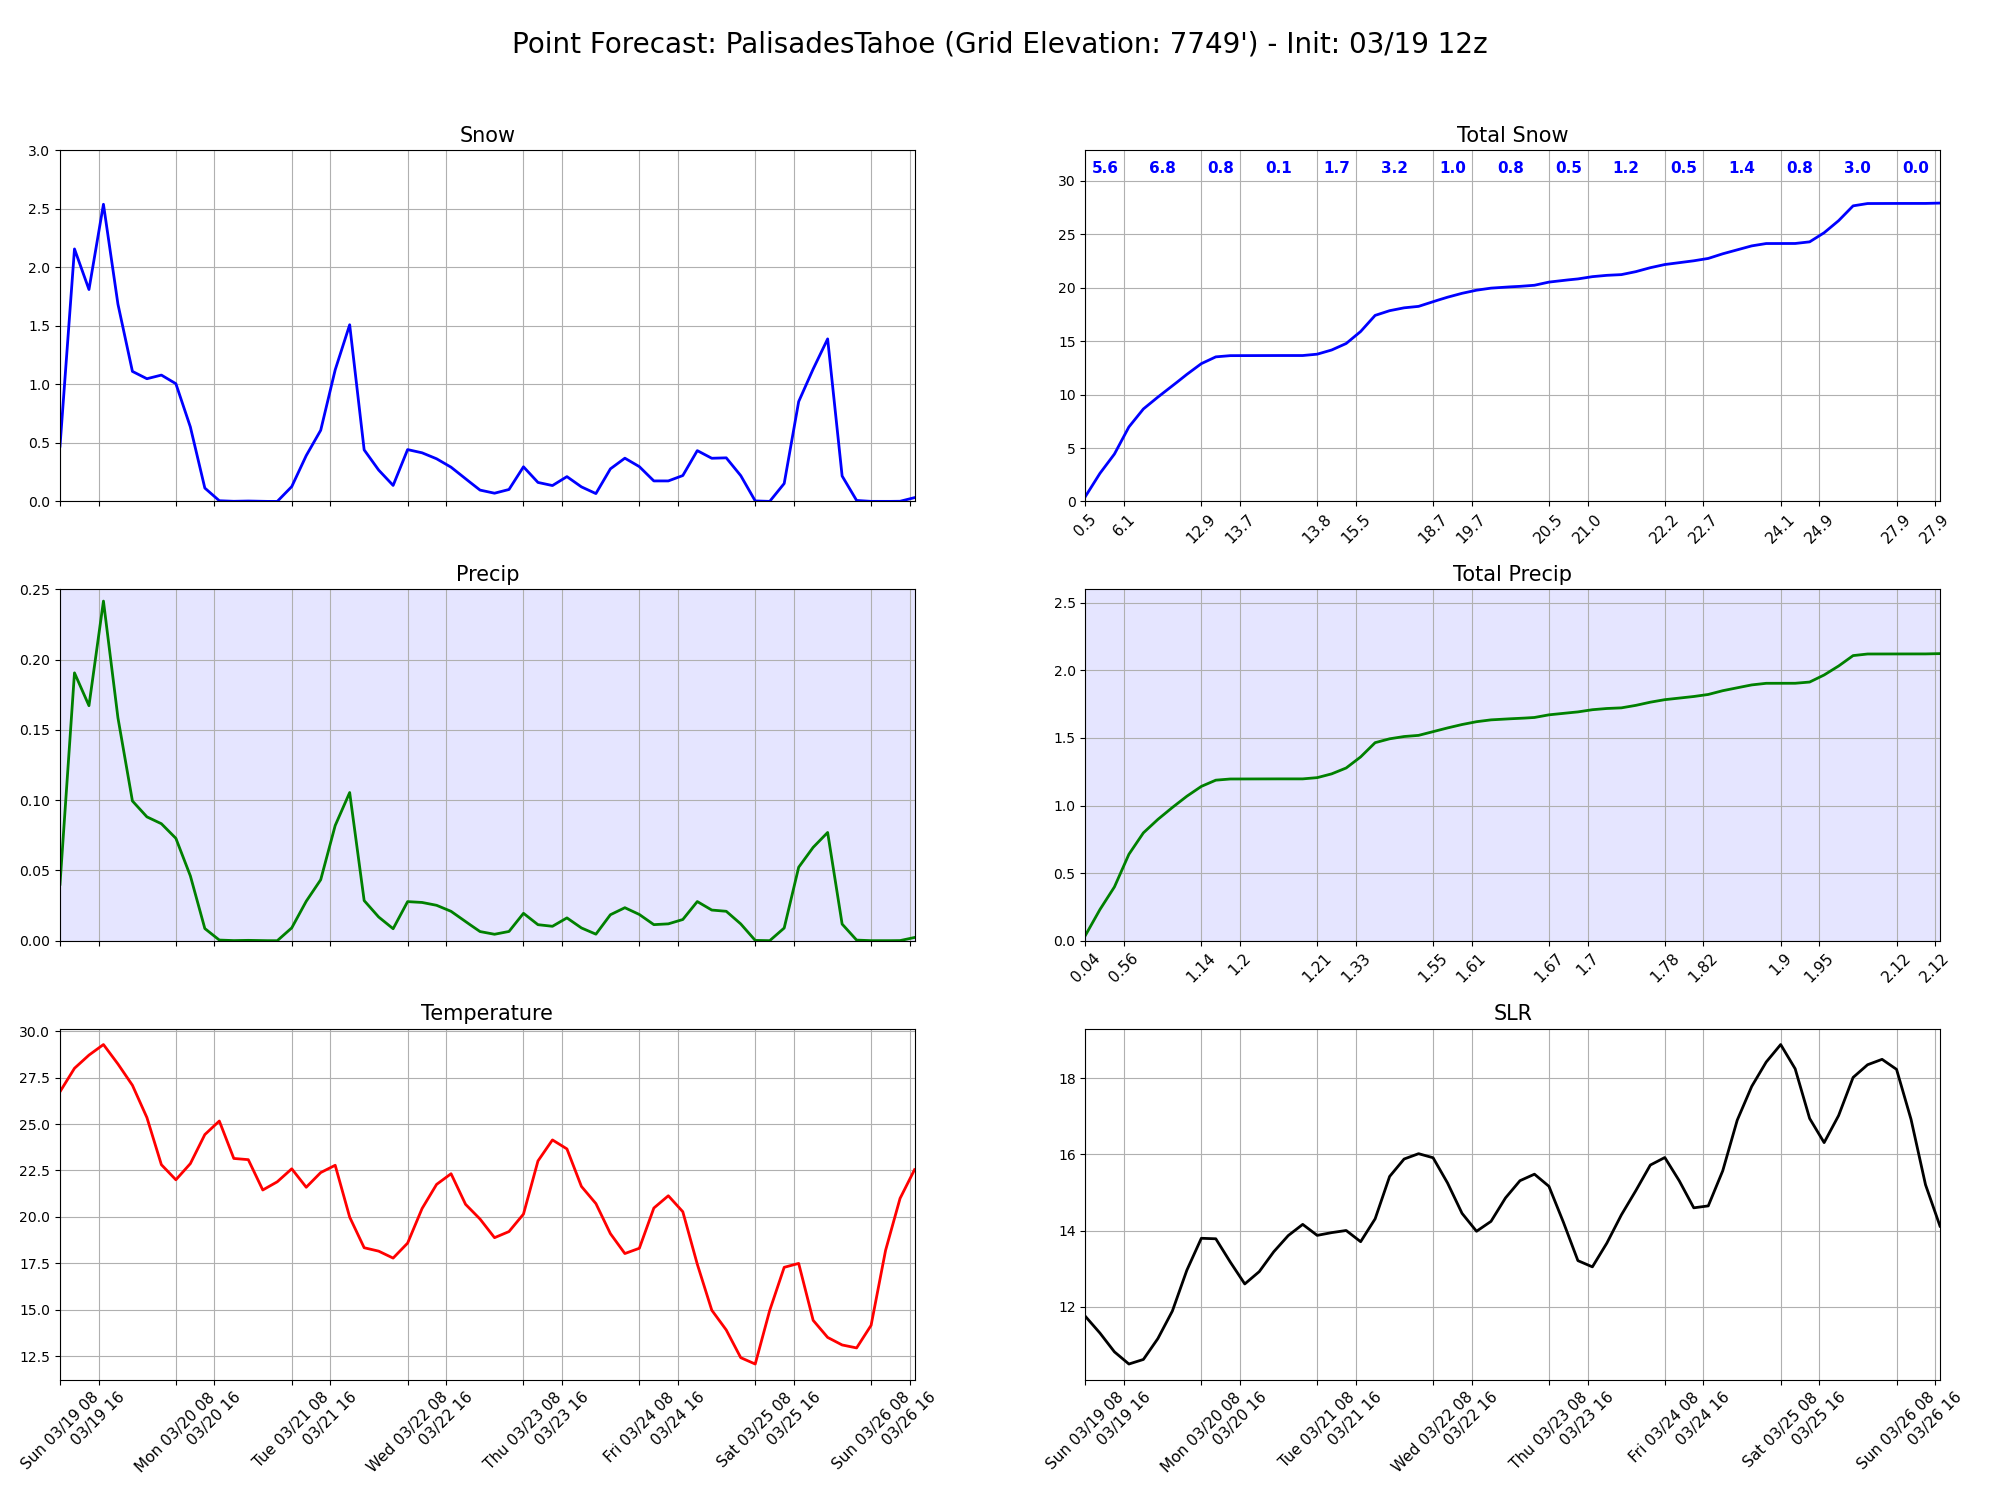 Point Forecast: PalisadesTahoe (Grid Elevation: 7749') - Init: 03/19 12z
Snow
3.0
2.5
2.0
1.5
1.0
0.5
0.0
Total Snow
5.6 6.8 0.8 0.1 1.7 3.2 1.0 0.8 0.5 1.2 0.5 1.4 0.8 3.0 0.0
30
25
20
15
10
5
0
0.5 6.1 12.9 13.7 13.8 15.5 18.7 19.7 20.5 21.0 22.2 22.7 24.1 24.9 27.9 27.9
Precip
0.25
0.20
0.15
0.10
0.05
0.00
Total Precip
2.5
2.0
1.5
1.0
0.5
0.0
0.04 0.56 1.14 1.2 1.21 1.33 1.55 1.61 1.67 1.7 1.78 1.82 1.9 1.95 2.12 2.12
Temperature
30.0
27.5
25.0
22.5
20.0
17.5
15.0
12.5
Sun 03/19 08
03/19 16
Mon 03/20 08
03/20 16
Tue 03/21 08
03/21 16
Wed 03/22 08
03/22 16
Thu 03/23 08
03/23 16
Fri 03/24 08
03/24 16
Sat 03/25 08
03/25 16
Sun 03/26 08
03/26 16
SLR
18
16
14
12
Sun 03/19 08
03/19 16
Mon 03/20 08
03/20 16
Tue 03/21 08
03/21 16
Wed 03/22 08
03/22 16
Thu 03/23 08
03/23 16
Fri 03/24 08
03/24 16
Sat 03/25 08
03/25 16
Sun 03/26 08
03/26 16